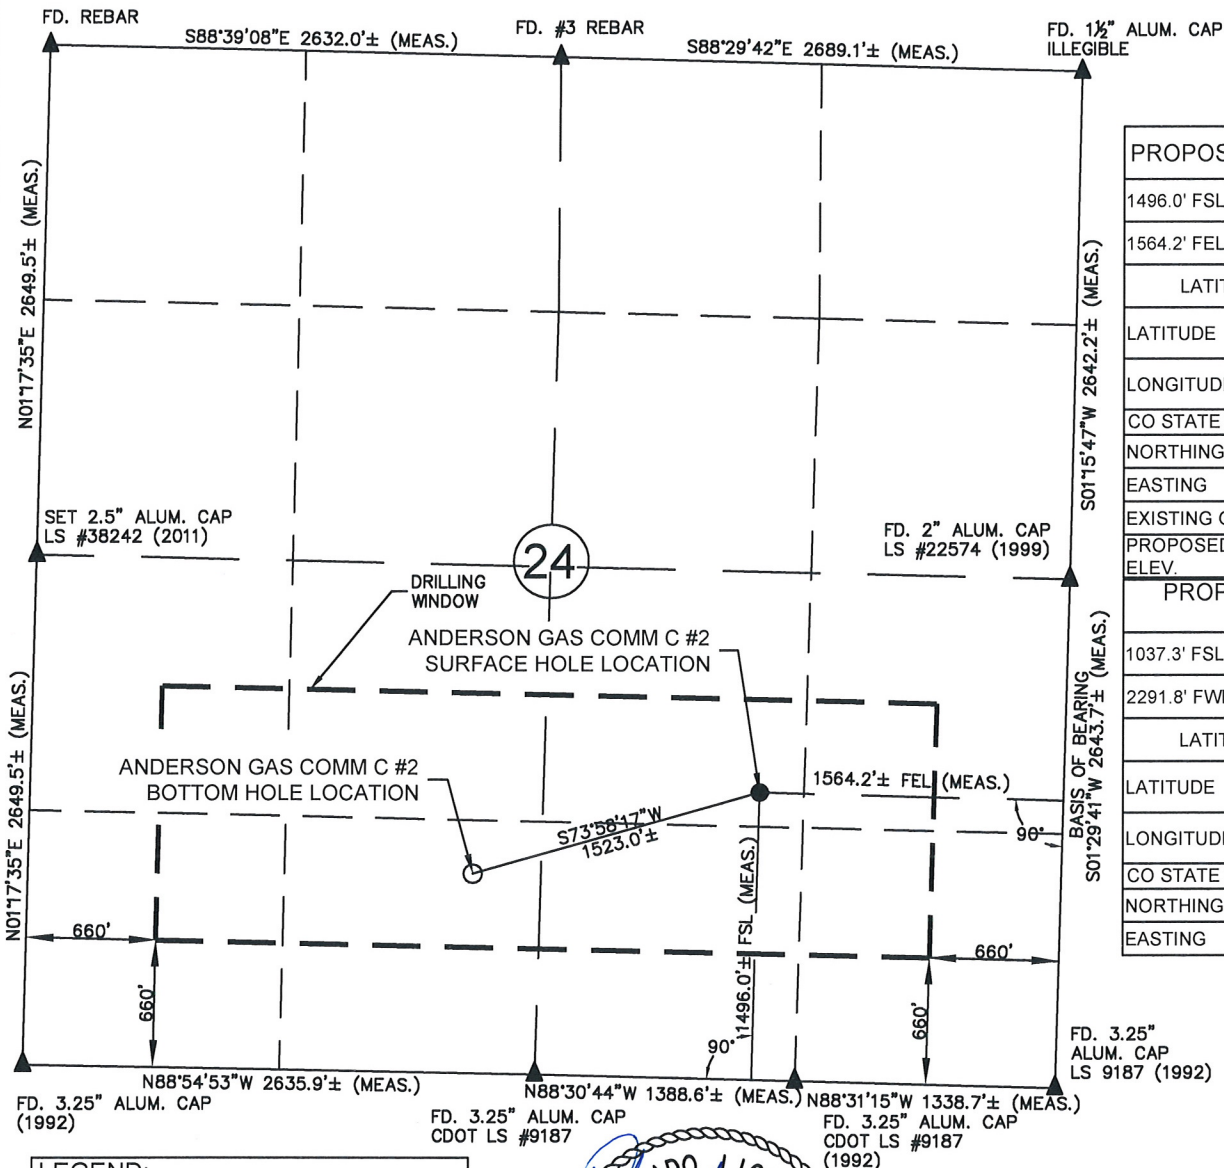 FD. REBAR
S88°39'08"E 2632.0'± (MEAS.)
FD. #3 REBAR
S88°29'42"E 2689.1'± (MEAS.)
FD. 1½" ALUM. CAP
ILLEGIBLE
N01°17'35"E 2649.5'± (MEAS.)
S01°15'47"W 2642.2'± (MEAS.)
SET 2.5" ALUM. CAP
LS #38242 (2011)
24
FD. 2" ALUM. CAP
LS #22574 (1999)
DRILLING
WINDOW
ANDERSON GAS COMM C #2
SURFACE HOLE LOCATION
ANDERSON GAS COMM C #2
BOTTOM HOLE LOCATION
N01°17'35"E 2649.5'± (MEAS.)
BASIS OF BEARING
S01°29'41"W 2643.7'± (MEAS.)
1564.2'± FEL (MEAS.)
S73°58'17"W
1523.0'±
90°
1496.0'± FSL (MEAS.)
90°
660'
660'
660'
660'
N88°54'53"W 2635.9'± (MEAS.)
N88°30'44"W 1388.6'± (MEAS.)
N88°31'15"W 1338.7'± (MEAS.)
FD. 3.25" ALUM. CAP
(1992)
FD. 3.25" ALUM. CAP
CDOT LS #9187
FD. 3.25" ALUM. CAP
CDOT LS #9187
(1992)
FD. 3.25"
ALUM. CAP
LS 9187 (1992)
PROPOS
1496.0' FSL
1564.2' FEL
LATIT
LATITUDE
LONGITUD
CO STATE
NORTHING
EASTING
EXISTING
PROPOSED
ELEV.
PROP
1037.3' FSL
2291.8' FW
LATIT
LATITUDE
LONGITUD
CO STATE
NORTHING
EASTING
LEGEND:
ADO LIC